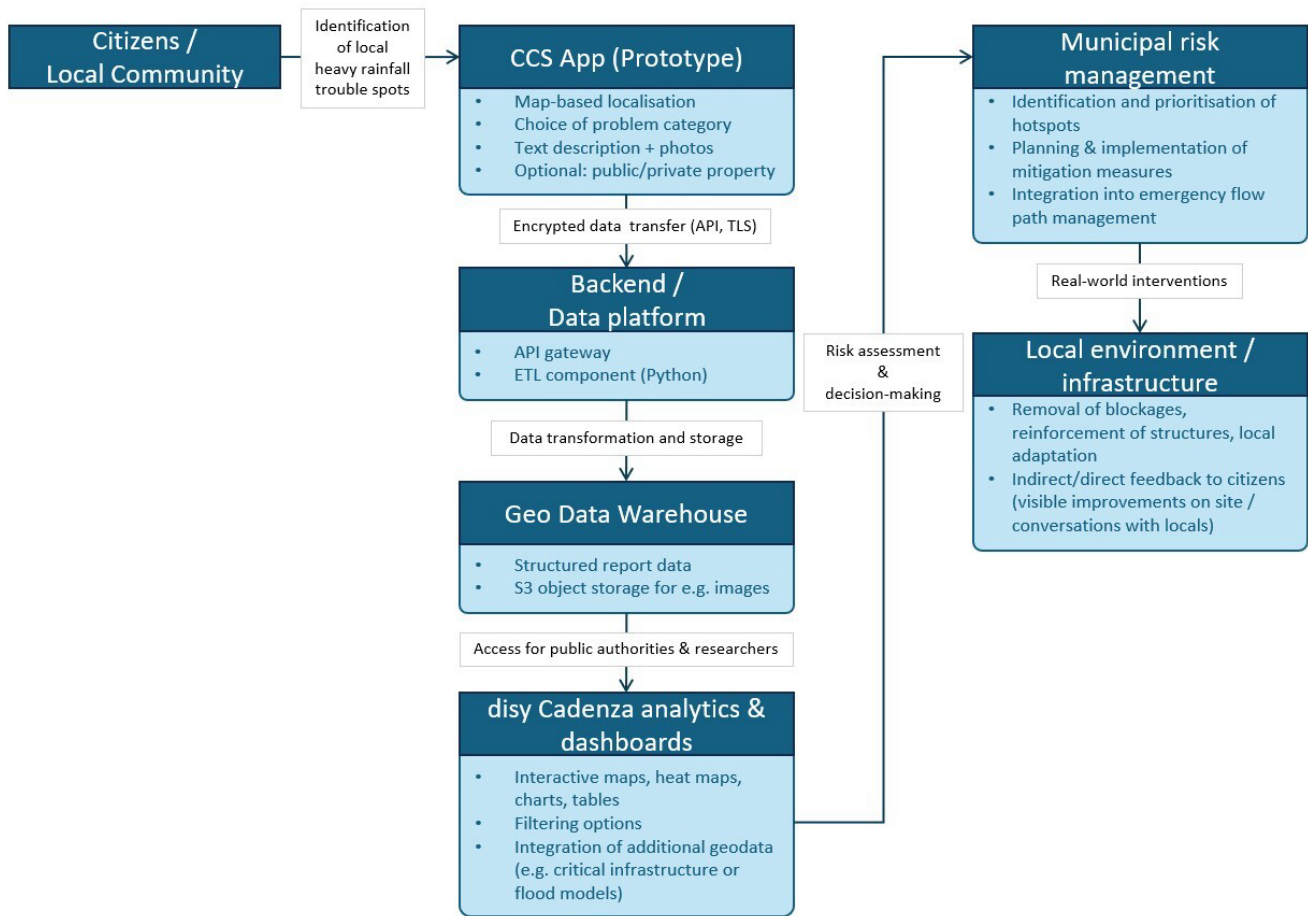 Citizens /
Local Community
Identification
of local
heavy rainfall
trouble spots
CCS App (Prototype)
• Map-based localisation
• Choice of problem category
• Text description + photos
• Optional: public/private property
Encrypted data transfer (API, TLS)
Backend /
Data platform
• API gateway
• ETL component (Python)
Data transformation and storage
Geo Data Warehouse
• Structured report data
• S3 object storage for e.g. images
Access for public authorities & researchers
disy Cadenza analytics &
dashboards
• Interactive maps, heat maps,
charts, tables
• Filtering options
• Integration of additional geodata
(e.g. critical infrastructure or
flood models)
Risk assessment
&
decision-making
Municipal risk
management
• Identification and prioritisation of
hotspots
• Planning & implementation of
mitigation measures
• Integration into emergency flow
path management
Real-world interventions
Local environment /
infrastructure
• Removal of blockages,
reinforcement of structures, local
adaptation
• Indirect/direct feedback to citizens
(visible improvements on site /
conversations with locals)